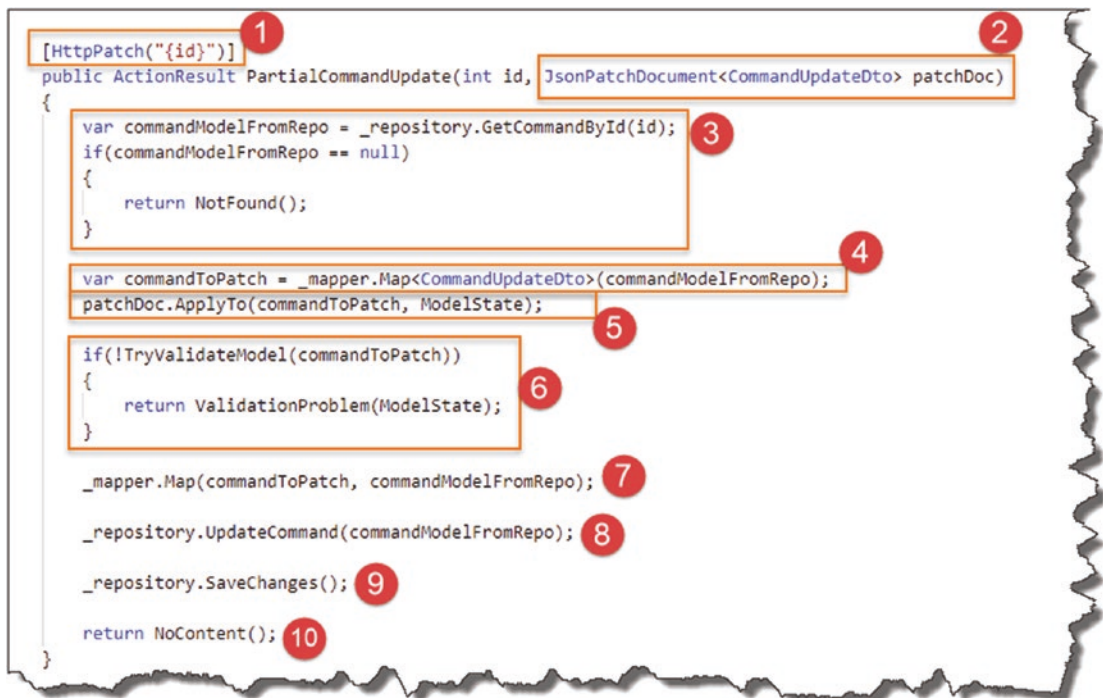 1
2
[HttpPatch("{id}")]
public ActionResult PartialCommandUpdate(int id, JsonPatchDocument<CommandUpdateDto> patchDoc)
{
var commandModelFromRepo = _repository.GetCommandById(id);
3
if(commandModelFromRepo == null)
{
return NotFound();
}
4
var commandToPatch = _mapper.Map<CommandUpdateDto>(commandModelFromRepo);
patchDoc.ApplyTo(commandToPatch, ModelState);
5
if(!TryValidateModel(commandToPatch))
{
6
return ValidationProblem(ModelState);
}
_mapper.Map(commandToPatch, commandModelFromRepo); 7
_repository.UpdateCommand(commandModelFromRepo); 8
_repository.SaveChanges(); 9
return NoContent(); 10
}